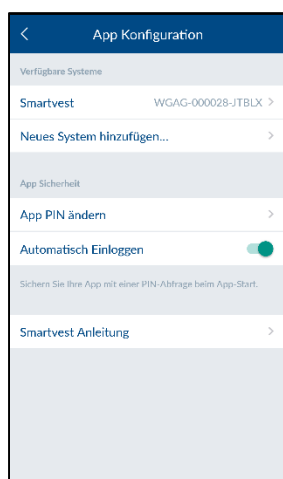 App Konfiguration
Verfügbare Systeme
Smartvest WGAG-000028-JTBLX
Neues System hinzufügen...
App Sicherheit
App PIN ändern
Automatisch Einloggen
Sichern Sie Ihre App mit einer PIN-Abfrage beim App-Start.
Smartvest Anleitung